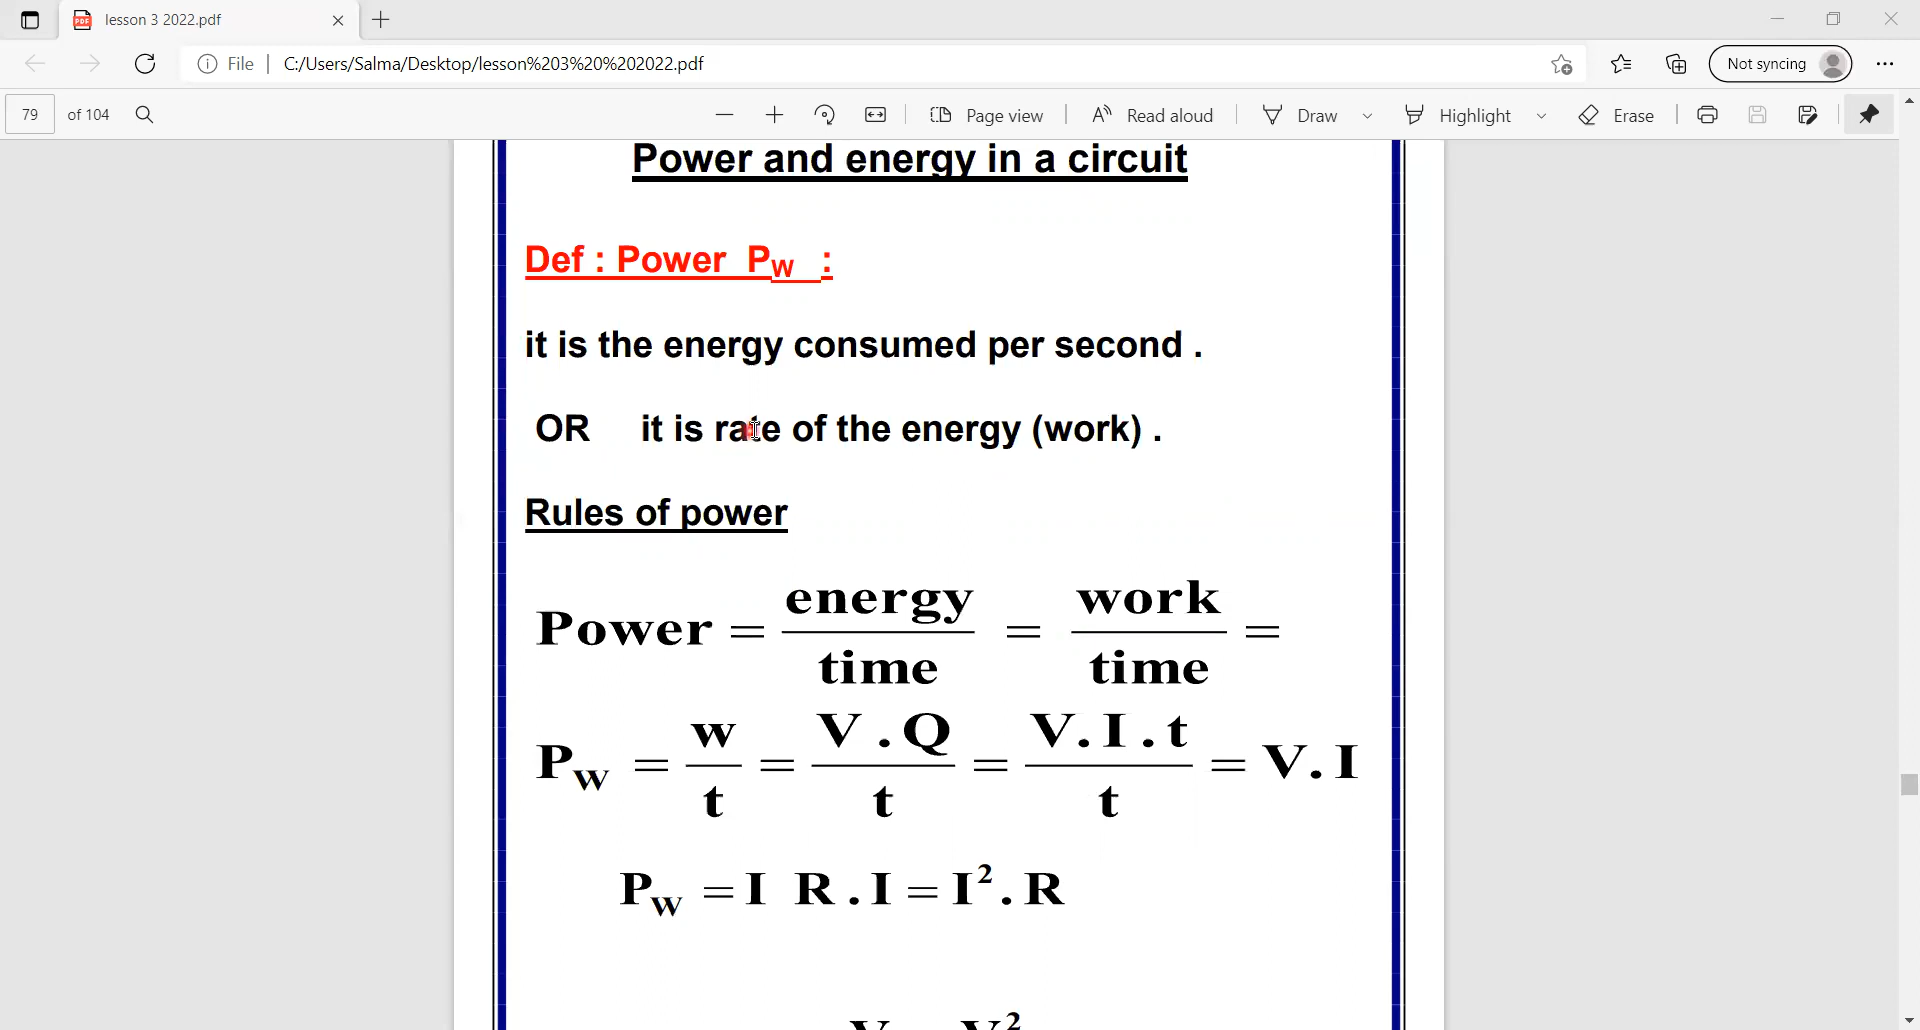 lesson 3 2022.pdf
File | C:/Users/Salma/Desktop/lesson%203%20%202022.pdf
Not syncing
79 of 104
Page view
Read aloud
Draw
Highlight
Erase
Power and energy in a circuit
Def : Power P_W :
it is the energy consumed per second .
OR it is rate of the energy (work) .
Rules of power
Power = energy/time = work/time =
P_W = w/t = V.Q/t = V.I.t/t = V.I
P_W = I R.I = I².R